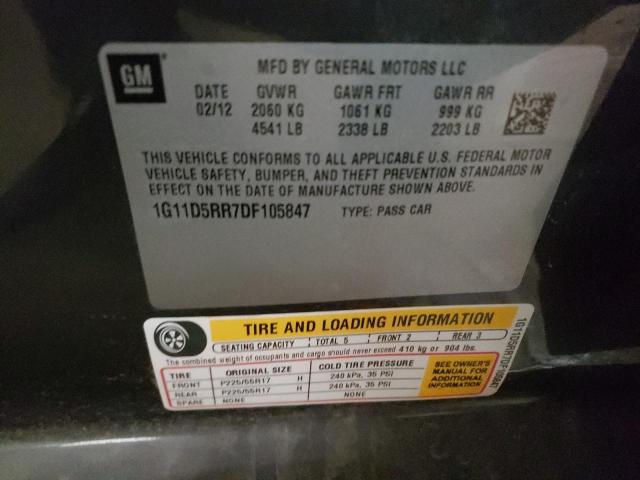 GM
MFD BY GENERAL MOTORS LLC
DATE GVWR GAWR FRT GAWR RR
02/12 2060 KG 1061 KG 999 KG
4541 LB 2338 LB 2203 LB
THIS VEHICLE CONFORMS TO ALL APPLICABLE U.S. FEDERAL MOTOR
VEHICLE SAFETY, BUMPER, AND THEFT PREVENTION STANDARDS IN
EFFECT ON THE DATE OF MANUFACTURE SHOWN ABOVE.
1G11D5RR7DF105847 TYPE: PASS CAR
TIRE AND LOADING INFORMATION
SEATING CAPACITY TOTAL 5 FRONT 2 REAR 3
The combined weight of occupants and cargo should never exceed 410 kg or 904 lbs.
TIRE ORIGINAL SIZE COLD TIRE PRESSURE
FRONT P225/55R17 H 240 kPa, 35 PSI
REAR P225/55R17 H 240 kPa, 35 PSI
SPARE NONE NONE
SEE OWNER'S
MANUAL FOR
ADDITIONAL
INFORMATION
1G11D5RR7DF105847